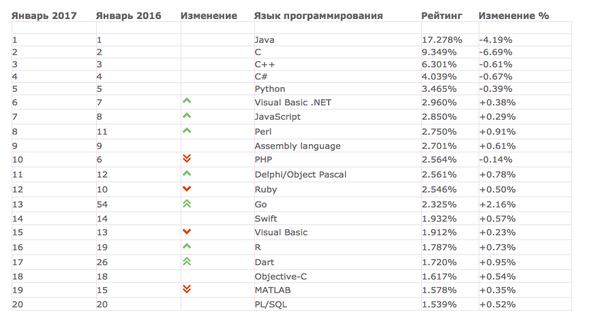 Январь 2017 Январь 2016 Изменение Язык программирования Рейтинг Изменение %
1 1 Java 17.278% -4.19%
2 2 C 9.349% -6.69%
3 3 C++ 6.301% -0.61%
4 4 C# 4.039% -0.67%
5 5 Python 3.465% -0.39%
6 7 Visual Basic .NET 2.960% +0.38%
7 8 JavaScript 2.850% +0.29%
8 11 Perl 2.750% +0.91%
9 9 Assembly language 2.701% +0.61%
10 6 PHP 2.564% -0.14%
11 12 Delphi/Object Pascal 2.561% +0.78%
12 10 Ruby 2.546% +0.50%
13 54 Go 2.325% +2.16%
14 14 Swift 1.932% +0.57%
15 13 Visual Basic 1.912% +0.23%
16 19 R 1.787% +0.73%
17 26 Dart 1.720% +0.95%
18 18 Objective-C 1.617% +0.54%
19 15 MATLAB 1.578% +0.35%
20 20 PL/SQL 1.539% +0.52%